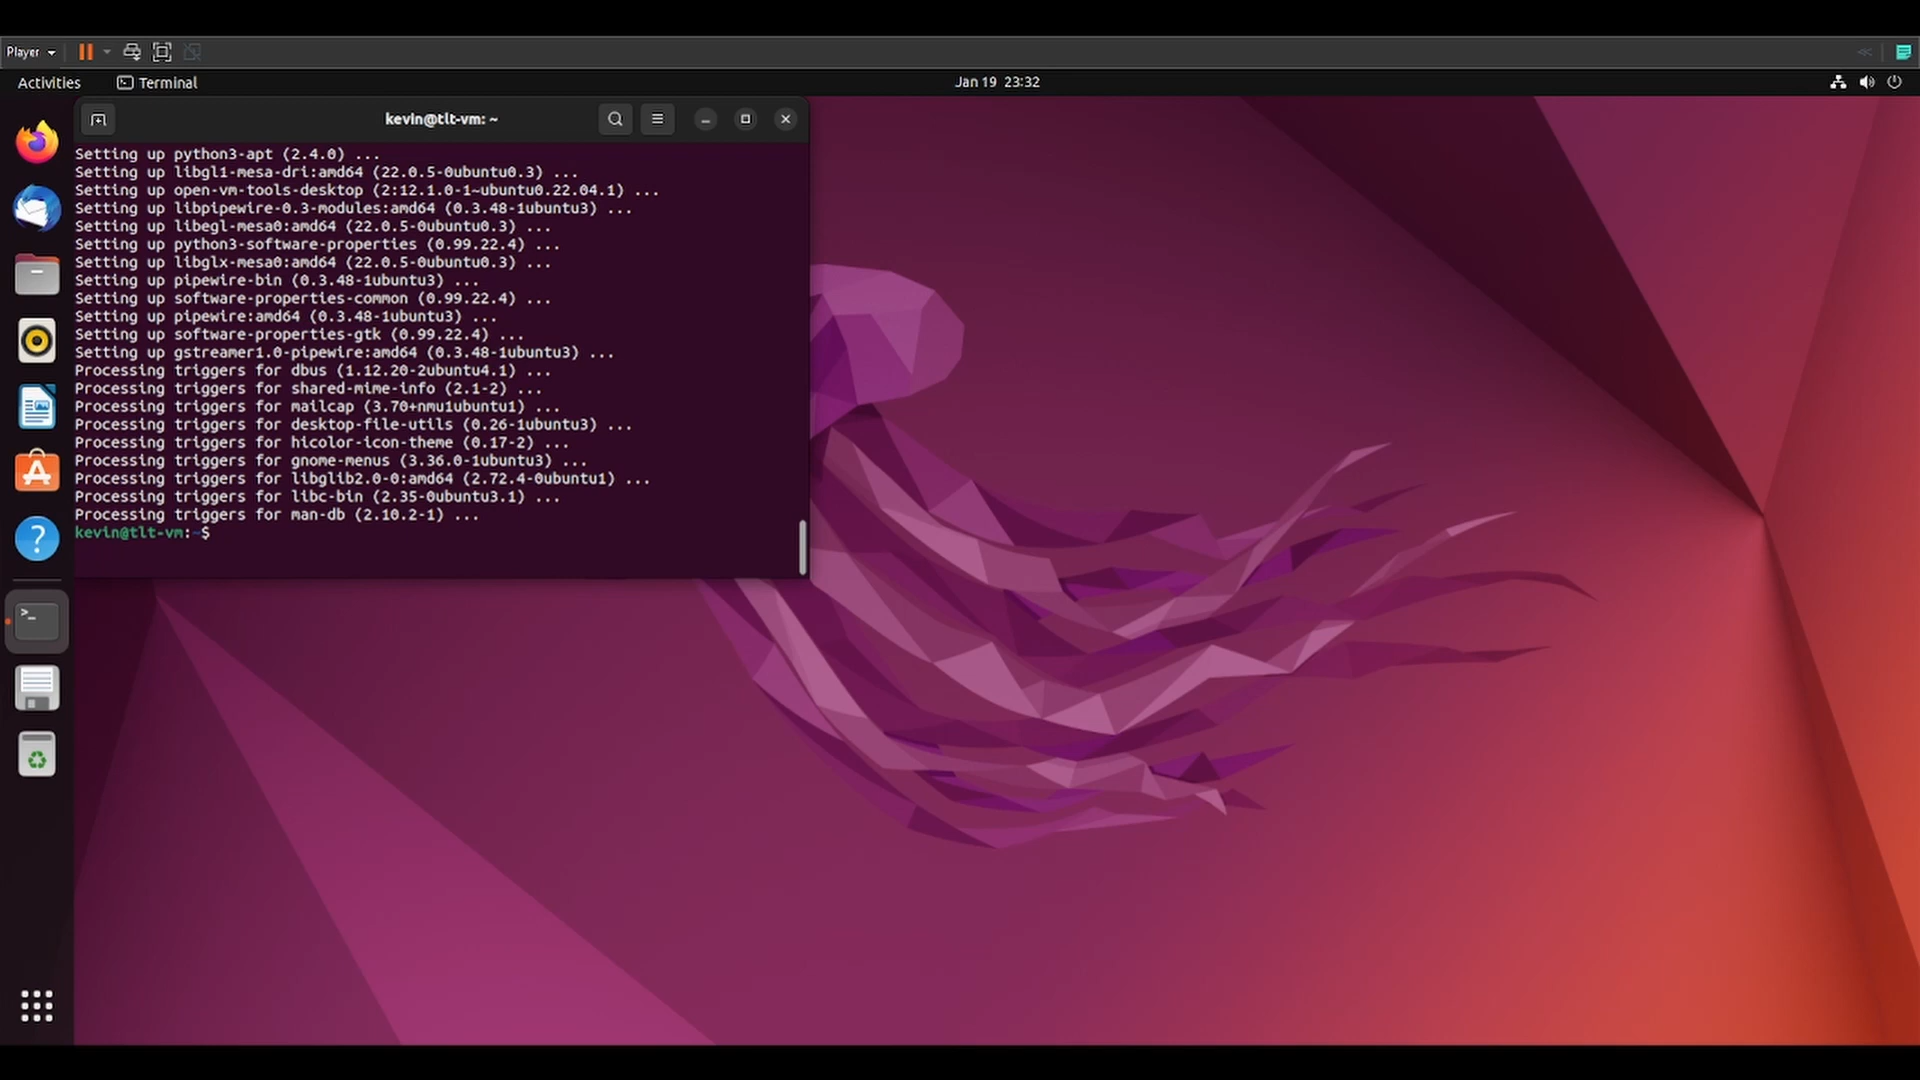 Player
Activities
Terminal
Jan 19 23:32
kevin@tlt-vm: ~
Setting up python3-apt (2.4.0) ...
Setting up libgl1-mesa-dri:amd64 (22.0.5-0ubuntu0.3) ...
Setting up open-vm-tools-desktop (2:12.1.0-1~ubuntu0.22.04.1) ...
Setting up libpipewire-0.3-modules:amd64 (0.3.48-1ubuntu3) ...
Setting up libegl-mesa0:amd64 (22.0.5-0ubuntu0.3) ...
Setting up python3-software-properties (0.99.22.4) ...
Setting up libglx-mesa0:amd64 (22.0.5-0ubuntu0.3) ...
Setting up pipewire-bin (0.3.48-1ubuntu3) ...
Setting up software-properties-common (0.99.22.4) ...
Setting up pipewire:amd64 (0.3.48-1ubuntu3) ...
Setting up software-properties-gtk (0.99.22.4) ...
Setting up gstreamer1.0-pipewire:amd64 (0.3.48-1ubuntu3) ...
Processing triggers for dbus (1.12.20-2ubuntu4.1) ...
Processing triggers for shared-mime-info (2.1-2) ...
Processing triggers for mailcap (3.70+nmu1ubuntu1) ...
Processing triggers for desktop-file-utils (0.26-1ubuntu3) ...
Processing triggers for hicolor-icon-theme (0.17-2) ...
Processing triggers for gnome-menus (3.36.0-1ubuntu3) ...
Processing triggers for libglib2.0-0:amd64 (2.72.4-0ubuntu1) ...
Processing triggers for libc-bin (2.35-0ubuntu3.1) ...
Processing triggers for man-db (2.10.2-1) ...
kevin@tlt-vm:~$